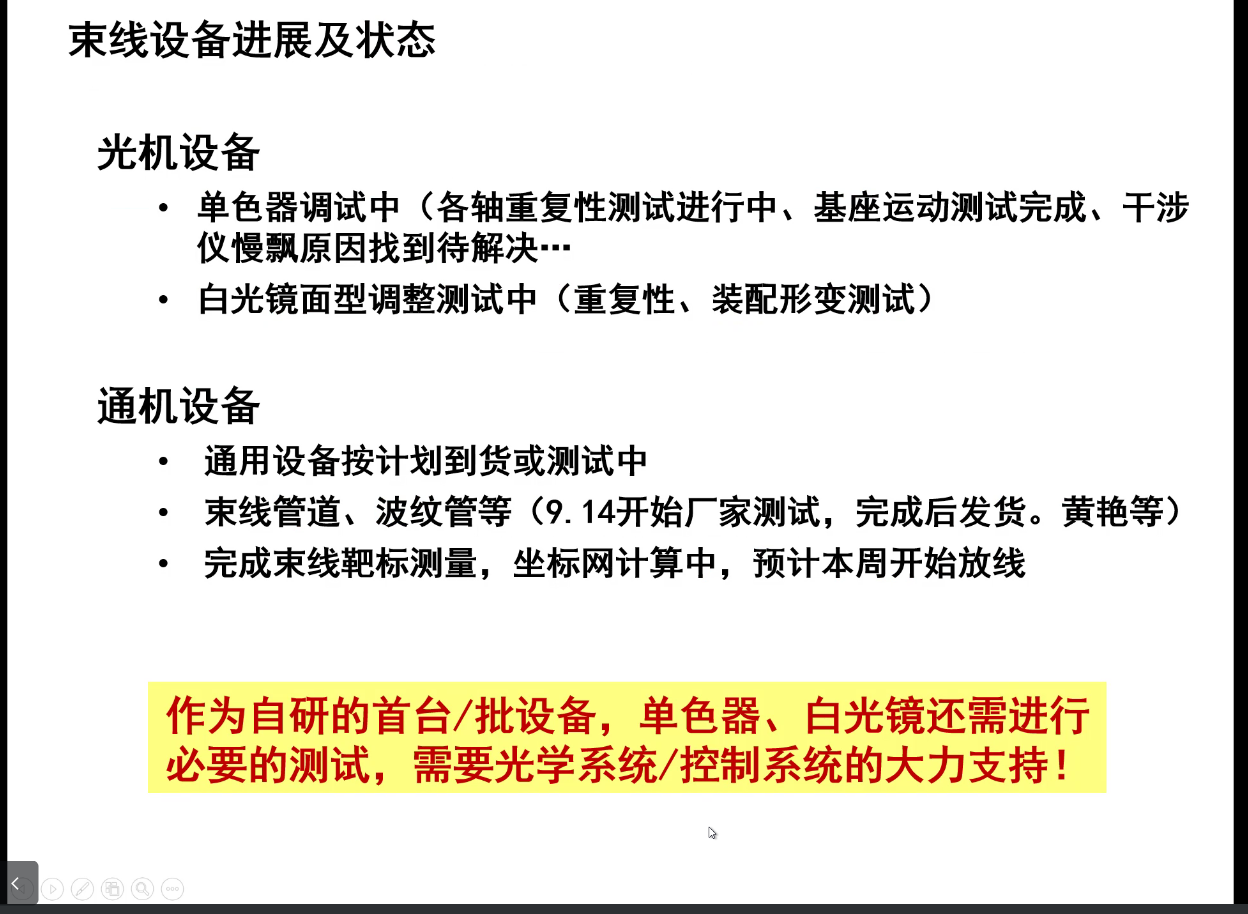 束线设备进展及状态
光机设备
• 单色器调试中（各轴重复性测试进行中、基座运动测试完成、干涉
仪慢飘原因找到待解决…
• 白光镜面型调整测试中（重复性、装配形变测试）
通机设备
• 通用设备按计划到货或测试中
• 束线管道、波纹管等（9.14开始厂家测试，完成后发货。黄艳等）
• 完成束线靶标测量，坐标网计算中，预计本周开始放线
作为自研的首台/批设备，单色器、白光镜还需进行
必要的测试，需要光学系统/控制系统的大力支持！